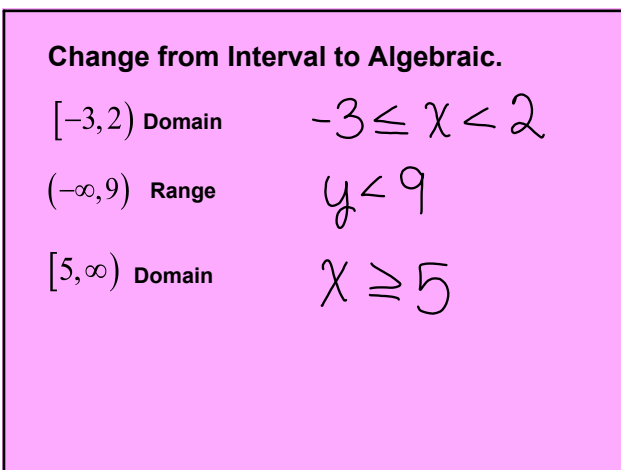 Change from Interval to Algebraic.
[−3,2) Domain -3 ≤ x < 2
(−∞,9) Range y < 9
[5,∞) Domain x ≥ 5